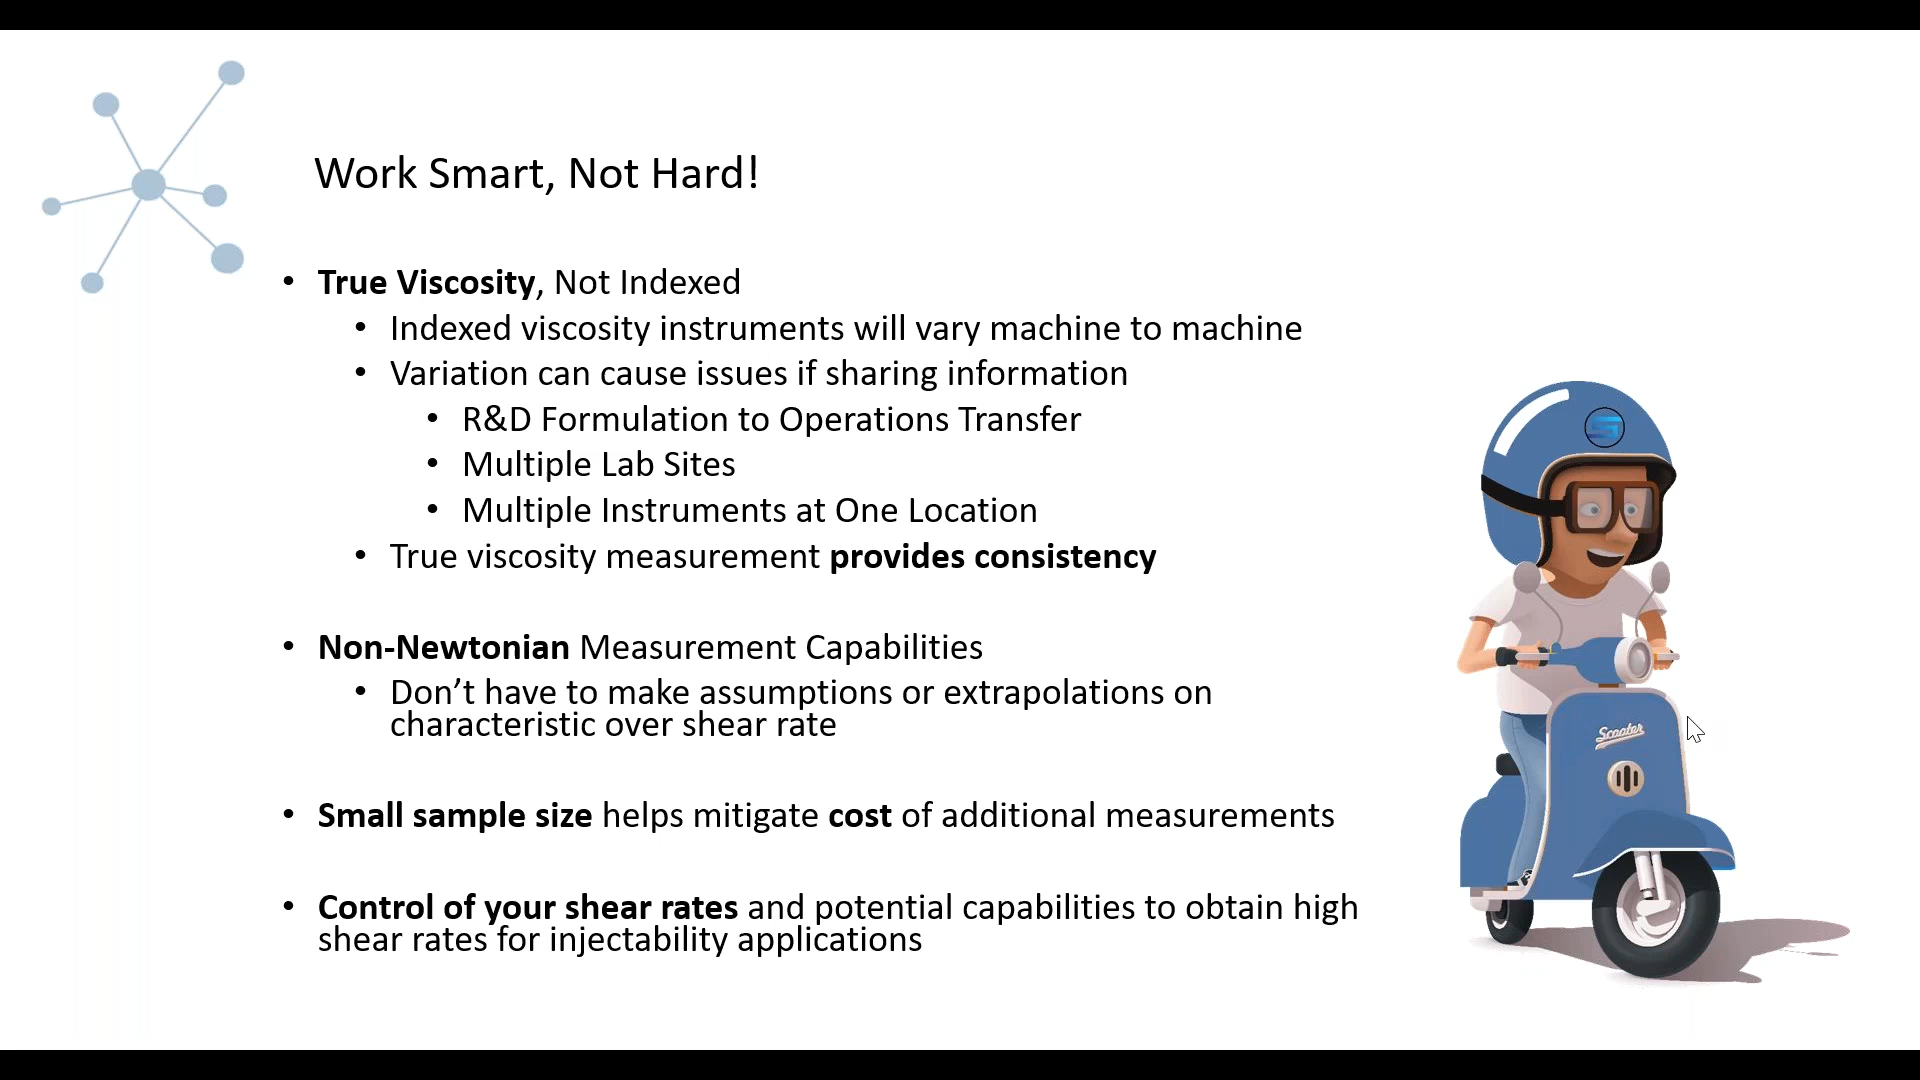 Work Smart, Not Hard!
• True Viscosity, Not Indexed
• Indexed viscosity instruments will vary machine to machine
• Variation can cause issues if sharing information
• R&D Formulation to Operations Transfer
• Multiple Lab Sites
• Multiple Instruments at One Location
• True viscosity measurement provides consistency
• Non-Newtonian Measurement Capabilities
• Don’t have to make assumptions or extrapolations on
characteristic over shear rate
• Small sample size helps mitigate cost of additional measurements
• Control of your shear rates and potential capabilities to obtain high
shear rates for injectability applications
Scooter